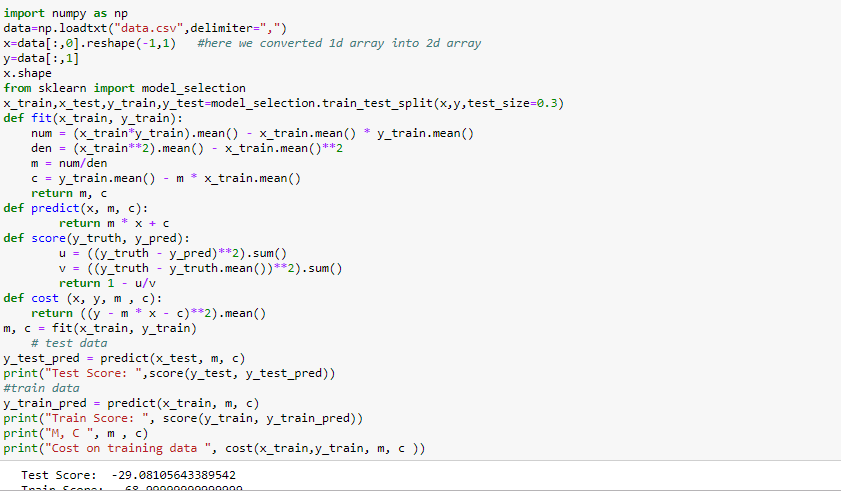 import numpy as np
data=np.loadtxt("data.csv",delimiter=",")
x=data[:,0].reshape(-1,1)   #here we converted 1d array into 2d array
y=data[:,1]
x.shape
from sklearn import model_selection
x_train,x_test,y_train,y_test=model_selection.train_test_split(x,y,test_size=0.3)
def fit(x_train, y_train):
    num = (x_train*y_train).mean() - x_train.mean() * y_train.mean()
    den = (x_train**2).mean() - x_train.mean()**2
    m = num/den
    c = y_train.mean() - m * x_train.mean()
    return m, c
def predict(x, m, c):
        return m * x + c
def score(y_truth, y_pred):
        u = ((y_truth - y_pred)**2).sum()
        v = ((y_truth - y_truth.mean())**2).sum()
        return 1 - u/v
def cost (x, y, m , c):
    return ((y - m * x - c)**2).mean()
m, c = fit(x_train, y_train)
    # test data
y_test_pred = predict(x_test, m, c)
print("Test Score: ",score(y_test, y_test_pred))
#train data
y_train_pred = predict(x_train, m, c)
print("Train Score: ", score(y_train, y_train_pred))
print("M, C ", m , c)
print("Cost on training data ", cost(x_train,y_train, m, c ))
Test Score:  -29.08105643389542
Train Score: